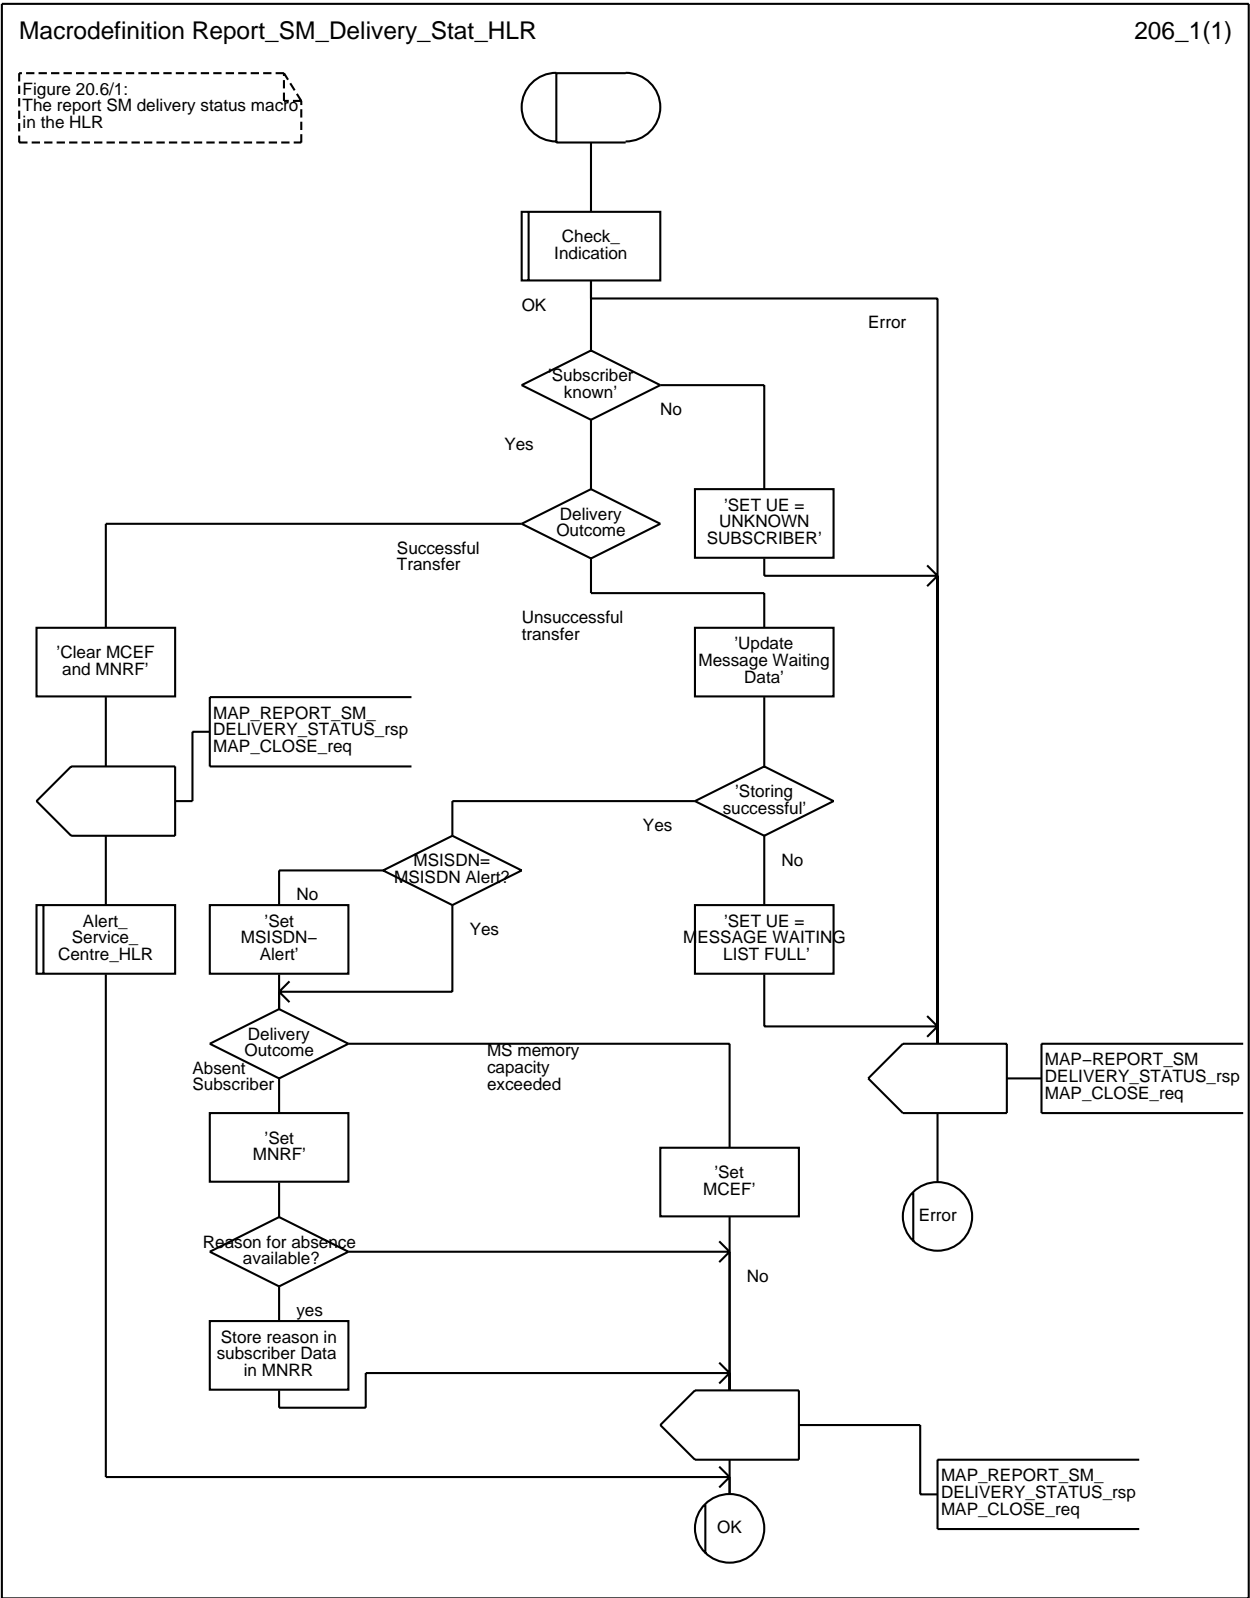 Macrodefinition Report_SM_Delivery_Stat_HLR
206_1(1)
Figure 20.6/1:
The report SM delivery status macro
in the HLR
Check_
Indication
OK
Error
'Subscriber
known'
No
Yes
Delivery
Outcome
'SET UE =
UNKNOWN
SUBSCRIBER'
Successful
Transfer
Unsuccessful
transfer
'Clear MCEF
and MNRF'
'Update
Message Waiting
Data'
MAP_REPORT_SM_
DELIVERY_STATUS_rsp
MAP_CLOSE_req
'Storing
successful'
Yes
No
MSISDN=
MSISDN Alert?
No
Yes
Alert_
Service_
Centre_HLR
'Set
MSISDN–
Alert'
'SET UE =
MESSAGE WAITING
LIST FULL'
Delivery
Outcome
Absent
Subscriber
MS memory
capacity
exceeded
MAP–REPORT_SM
DELIVERY_STATUS_rsp
MAP_CLOSE_req
'Set
MNRF'
'Set
MCEF'
Error
Reason for absence
available?
No
yes
Store reason in
subscriber Data
in MNRR
MAP_REPORT_SM_
DELIVERY_STATUS_rsp
MAP_CLOSE_req
OK